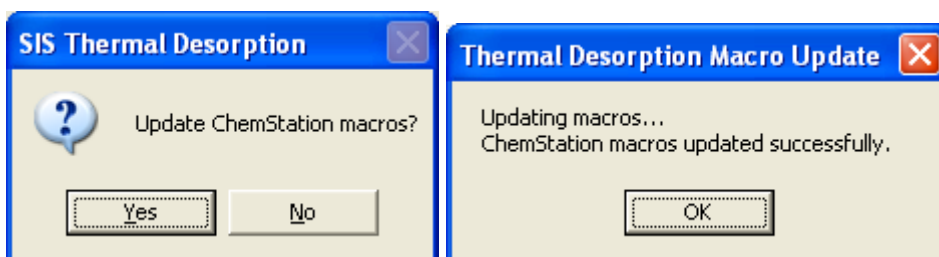 SIS Thermal Desorption
Update ChemStation macros?
Yes
No
Thermal Desorption Macro Update
Updating macros...
ChemStation macros updated successfully.
OK